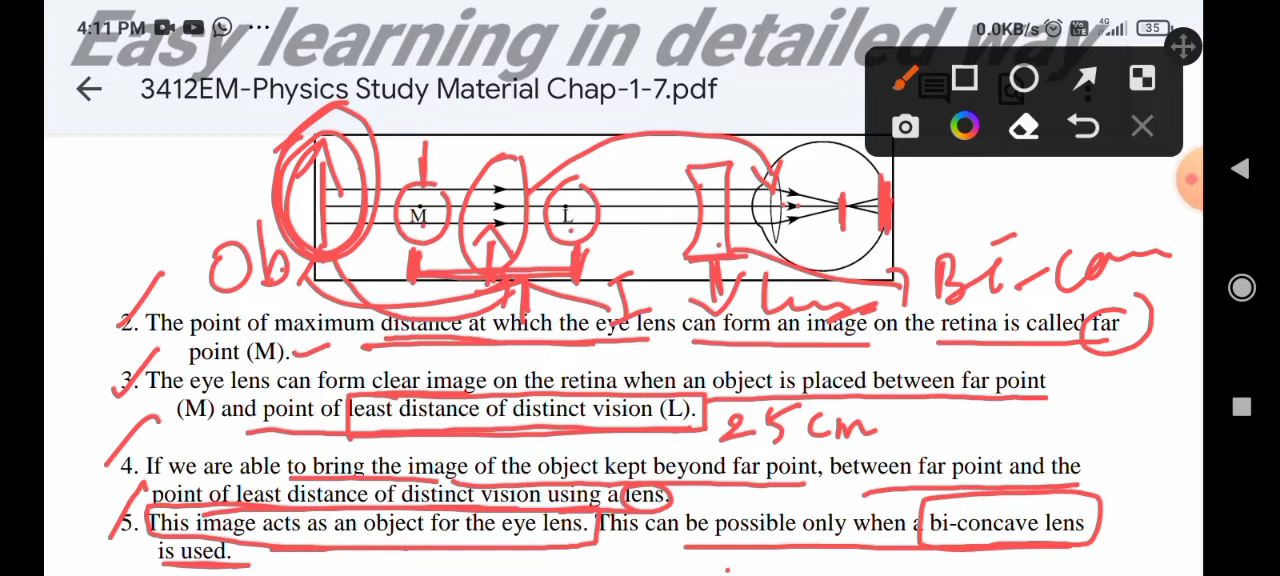 Easy learning in detailed way
4:11 PM ... 0.0KB/s 4G 35
3412EM-Physics Study Material Chap-1-7.pdf
M L
Ob I lens Bi-con
2. The point of maximum distance at which the eye lens can form an image on the retina is called far
point (M).
3. The eye lens can form clear image on the retina when an object is placed between far point
(M) and point of least distance of distinct vision (L). 25 cm
4. If we are able to bring the image of the object kept beyond far point, between far point and the
point of least distance of distinct vision using a lens.
5. This image acts as an object for the eye lens. This can be possible only when a bi-concave lens
is used.